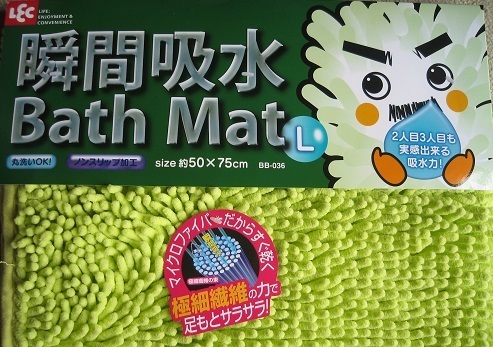 LEC
LIFE,
ENJOYMENT &
CONVENIENCE
瞬間吸水
Bath Mat
L
丸洗いOK!
ノンスリップ加工
size 約50×75cm
BB-036
2人目3人目も
実感出来る
吸水力!
マイクロファイバーだからすぐ乾く
極細繊維の力で
足もとサラサラ!